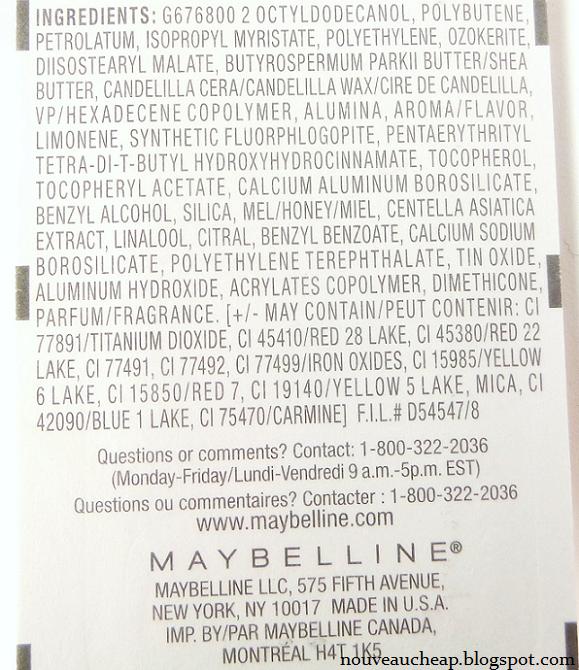 INGREDIENTS: G676800 2 OCTYLDODECANOL, POLYBUTENE,
PETROLATUM, ISOPROPYL MYRISTATE, POLYETHYLENE, OZOKERITE,
DIISOSTEARYL MALATE, BUTYROSPERMUM PARKII BUTTER/SHEA
BUTTER, CANDELILLA CERA/CANDELILLA WAX/CIRE DE CANDELILLA,
VP/HEXADECENE COPOLYMER, ALUMINA, AROMA/FLAVOR,
LIMONENE, SYNTHETIC FLUORPHLOGOPITE, PENTAERYTHRITYL
TETRA-DI-T-BUTYL HYDROXYHYDROCINNAMATE, TOCOPHEROL,
TOCOPHERYL ACETATE, CALCIUM ALUMINUM BOROSILICATE,
BENZYL ALCOHOL, SILICA, MEL/HONEY/MIEL, CENTELLA ASIATICA
EXTRACT, LINALOOL, CITRAL, BENZYL BENZOATE, CALCIUM SODIUM
BOROSILICATE, POLYETHYLENE TEREPHTHALATE, TIN OXIDE,
ALUMINUM HYDROXIDE, ACRYLATES COPOLYMER, DIMETHICONE,
PARFUM/FRAGRANCE. [+/- MAY CONTAIN/PEUT CONTENIR: CI
77891/TITANIUM DIOXIDE, CI 45410/RED 28 LAKE, CI 45380/RED 22
LAKE, CI 77491, CI 77492, CI 77499/IRON OXIDES, CI 15985/YELLOW
6 LAKE, CI 15850/RED 7, CI 19140/YELLOW 5 LAKE, MICA, CI
42090/BLUE 1 LAKE, CI 75470/CARMINE] F.I.L.# D54547/8
Questions or comments? Contact: 1-800-322-2036
(Monday-Friday/Lundi-Vendredi 9 a.m.-5p.m. EST)
Questions ou commentaires? Contacter : 1-800-322-2036
www.maybelline.com
MAYBELLINE®
MAYBELLINE LLC, 575 FIFTH AVENUE,
NEW YORK, NY 10017 MADE IN U.S.A.
IMP. BY/PAR MAYBELLINE CANADA,
MONTRÉAL H4T 1K5
nouveaucheap.blogspot.com